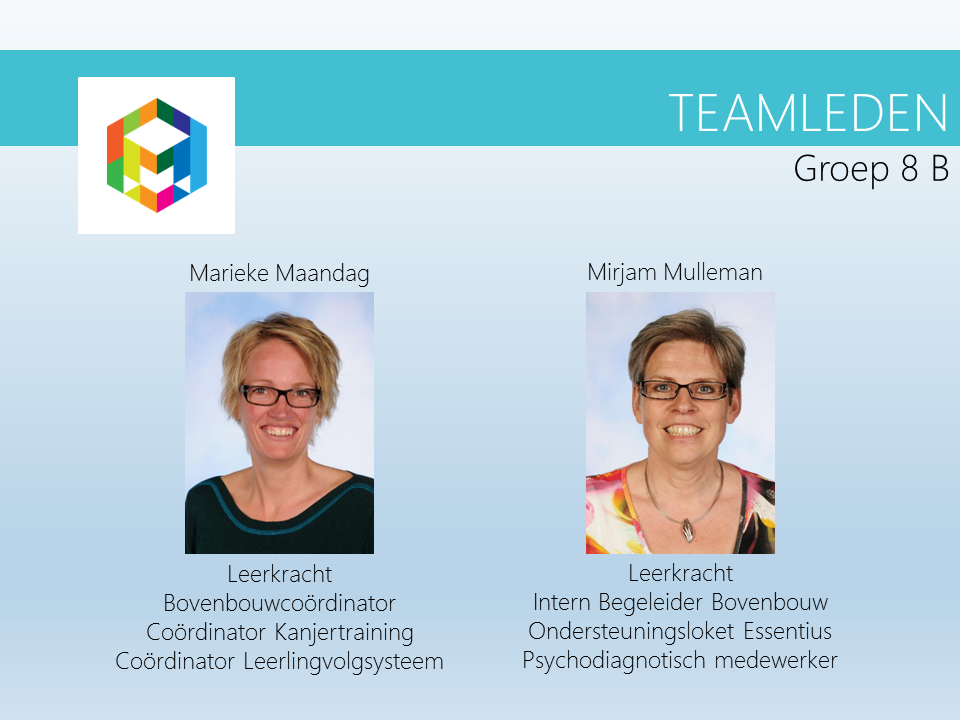 TEAMLEDEN
Groep 8 B
Marieke Maandag
Leerkracht
Bovenbouwcoördinator
Coördinator Kanjertraining
Coördinator Leerlingvolgsysteem
Mirjam Mulleman
Leerkracht
Intern Begeleider Bovenbouw
Ondersteuningsloket Essentius
Psychodiagnotisch medewerker